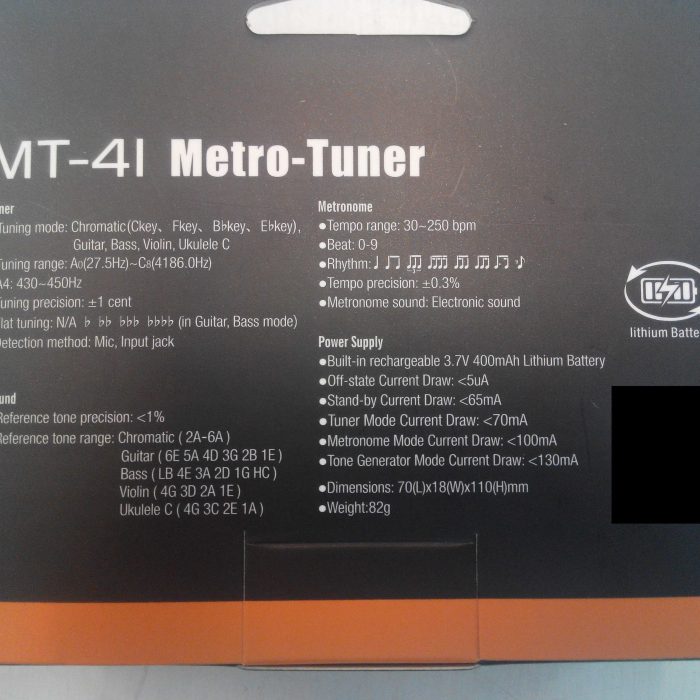 MT-41 Metro-Tuner
Tuning mode: Chromatic(Ckey、 Fkey、 B♭key、 E♭key),
Guitar, Bass, Violin, Ukulele C
Tuning range: A0(27.5Hz)~C8(4186.0Hz)
A4: 430~450Hz
Tuning precision: ±1 cent
Flat tuning: N/A ♭ ♭♭ ♭♭♭ ♭♭♭♭ (in Guitar, Bass mode)
Detection method: Mic, Input jack
Reference tone precision: <1%
Reference tone range: Chromatic ( 2A-6A )
Guitar ( 6E 5A 4D 3G 2B 1E )
Bass ( LB 4E 3A 2D 1G HC )
Violin ( 4G 3D 2A 1E )
Ukulele C ( 4G 3C 2E 1A )
Metronome
●Tempo range: 30~250 bpm
●Beat: 0-9
●Rhythm:
●Tempo precision: ±0.3%
●Metronome sound: Electronic sound
Power Supply
●Built-in rechargeable 3.7V 400mAh Lithium Battery
●Off-state Current Draw: <5uA
●Stand-by Current Draw: <65mA
●Tuner Mode Current Draw: <70mA
●Metronome Mode Current Draw: <100mA
●Tone Generator Mode Current Draw: <130mA
●Dimensions: 70(L)x18(W)x110(H)mm
●Weight:82g
lithium Batte